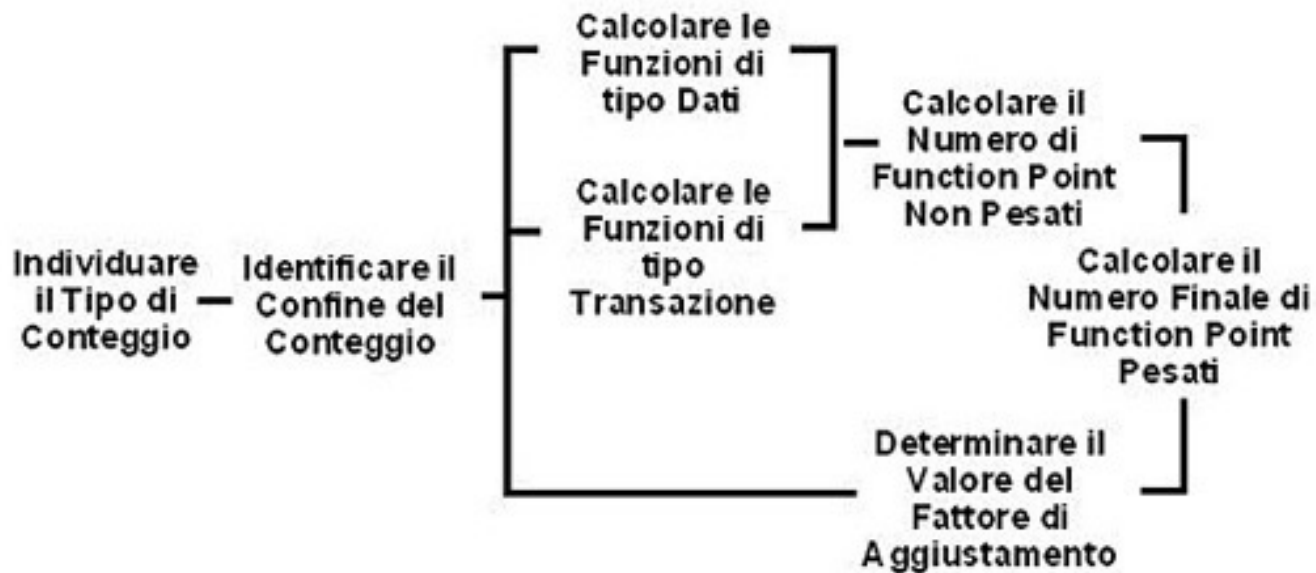 Individuare
il Tipo di
Conteggio
Identificare il
Confine del
Conteggio
Calcolare le
Funzioni di
tipo Dati
Calcolare le
Funzioni di
tipo
Transazione
Calcolare il
Numero di
Function Point
Non Pesati
Determinare il
Valore del
Fattore di
Aggiustamento
Calcolare il
Numero Finale di
Function Point
Pesati